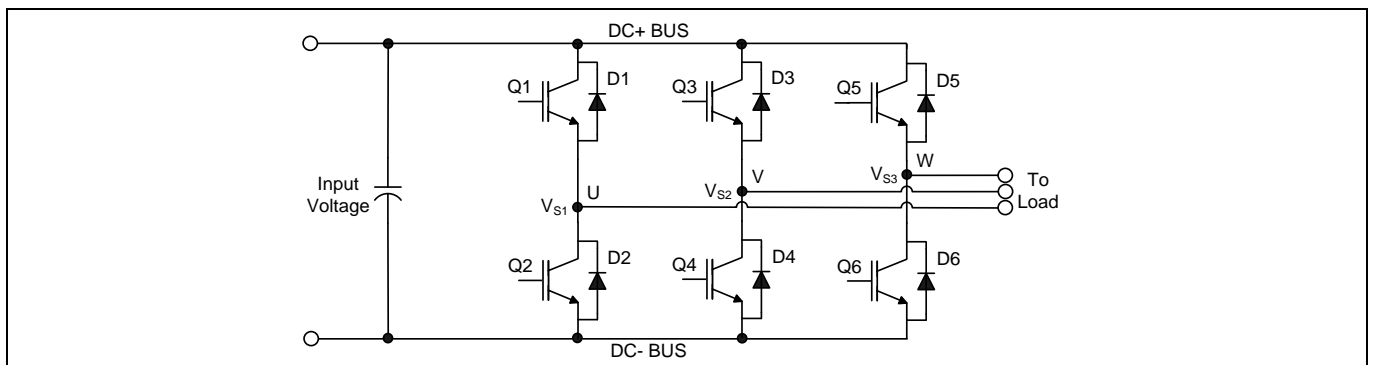 DC+ BUS
Q1
D1
Q3
D3
Q5
D5
Input
Voltage
VS1
U
VS2
V
VS3
W
To
Load
Q2
D2
Q4
D4
Q6
D6
DC- BUS